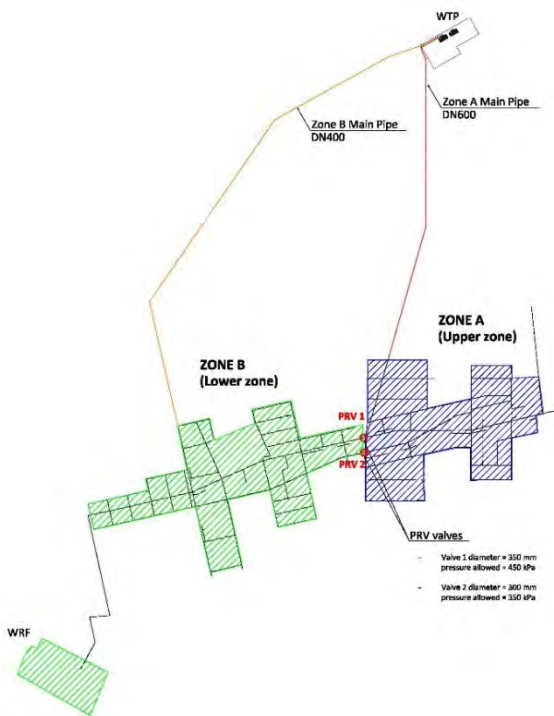 WTP
Zone A Main Pipe
DN600
Zone B Main Pipe
DN400
ZONE A
(Upper zone)
ZONE B
(Lower zone)
PRV 1
PRV 2
PRV valves
Valve 1 diameter = 350 mm
pressure allowed = 450 kPa
Valve 2 diameter = 300 mm
pressure allowed = 350 kPa
WRF